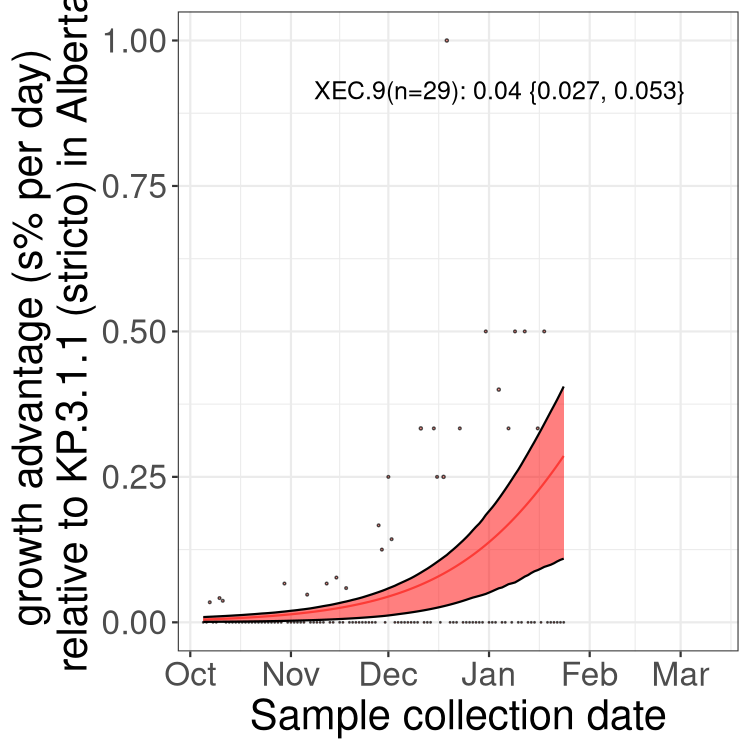 growth advantage (s% per day)
relative to KP.3.1.1 (stricto) in Alberta
1.00
0.75
0.50
0.25
0.00
XEC.9(n=29): 0.04 {0.027, 0.053}
Oct Nov Dec Jan Feb Mar
Sample collection date